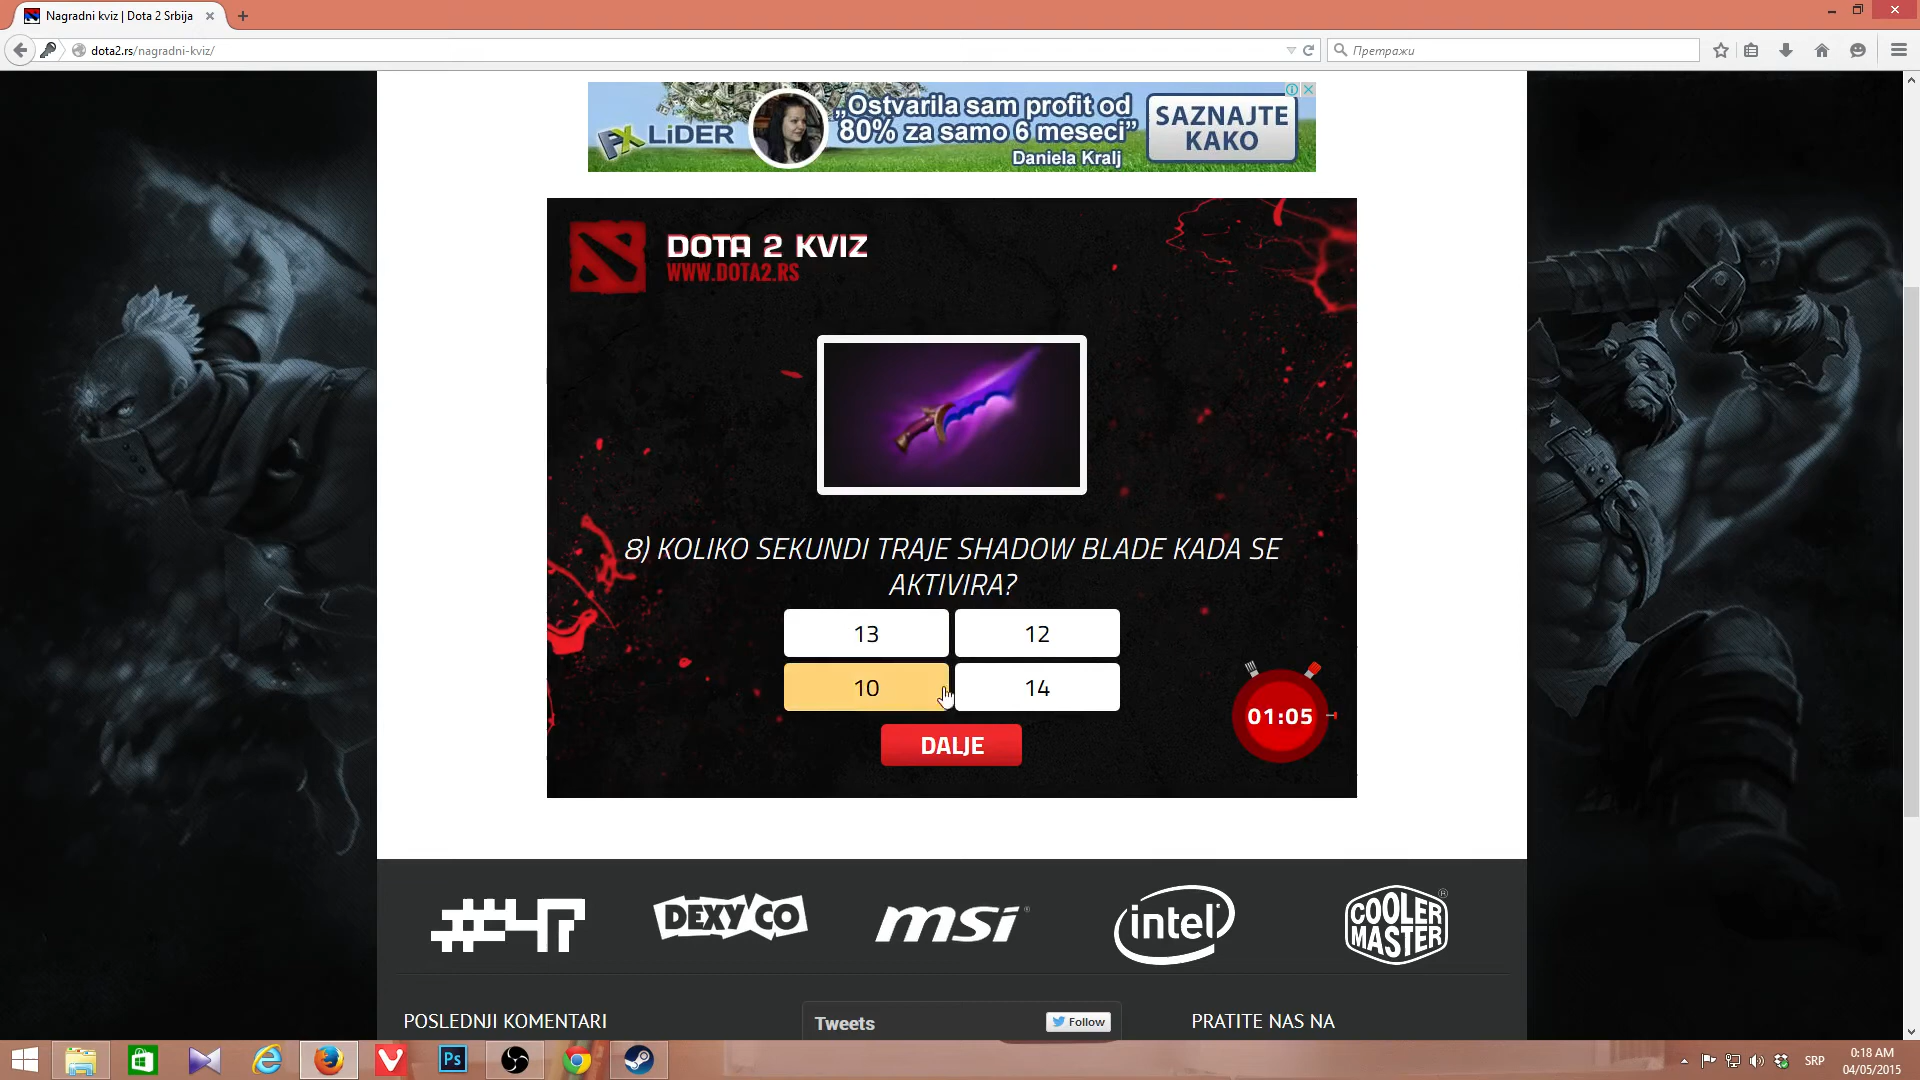 Nagradni kviz | Dota 2 Srbija
dota2.rs/nagradni-kviz/
Претражи
FX LiDER
„Ostvarila sam profit od
80% za samo 6 meseci”
Daniela Kralj
SAZNAJTE
KAKO
DOTA 2 KVIZ
WWW.DOTA2.RS
8) KOLIKO SEKUNDI TRAJE SHADOW BLADE KADA SE
AKTIVIRA?
13
12
10
14
01:05
DALJE
#4R
DEXY CO
msi
intel
COOLER
MASTER
POSLEDNJI KOMENTARI
Tweets
Follow
PRATITE NAS NA
Ps
SRP
0:18 AM
04/05/2015